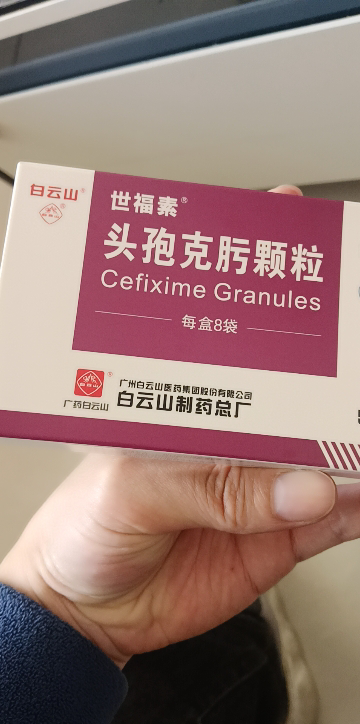 白云山®
世福素®
头孢克肟颗粒
Cefixime Granules
每盒8袋
广州白云山医药集团股份有限公司
白云山制药总厂
广药白云山